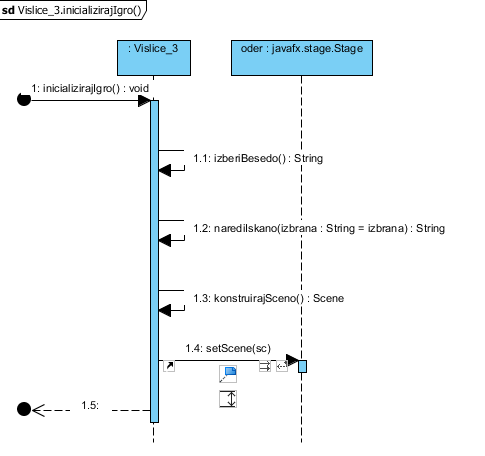 sd Vislice_3.inicializirajIgro()
: Vislice_3
oder : javafx.stage.Stage
1: inicializirajIgro() : void
1.1: izberiBesedo() : String
1.2: narediIskano(izbrana : String = izbrana) : String
1.3: konstruirajSceno() : Scene
1.4: setScene(sc)
1.5: